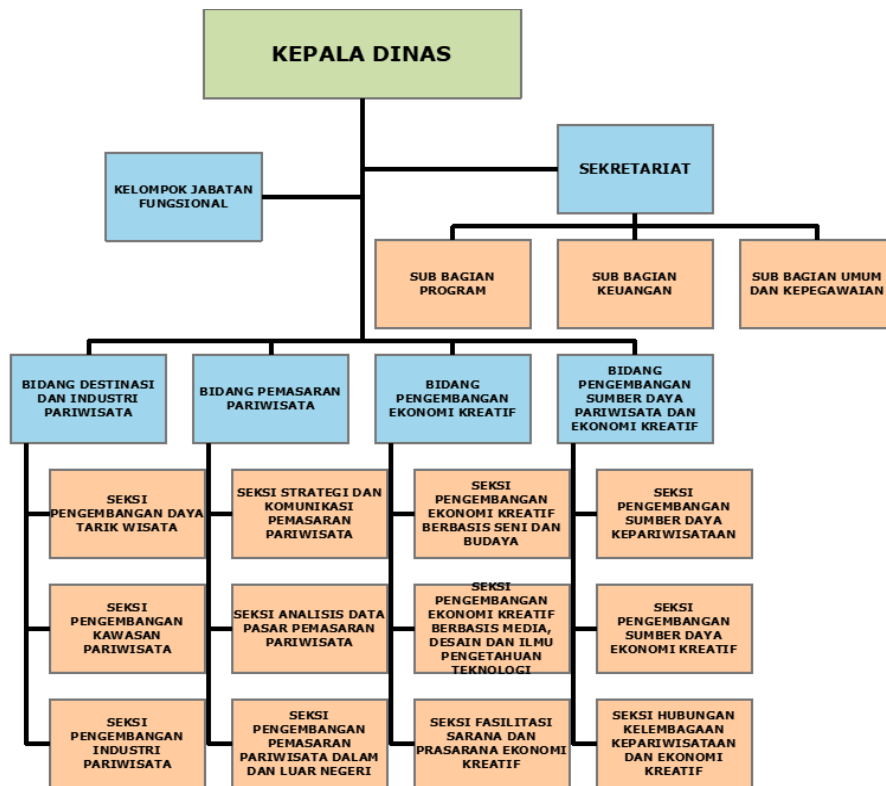 KEPALA DINAS
SEKRETARIAT
KELOMPOK JABATAN
FUNGSIONAL
SUB BAGIAN
PROGRAM
SUB BAGIAN
KEUANGAN
SUB BAGIAN UMUM
DAN KEPEGAWAIAN
BIDANG DESTINASI
DAN INDUSTRI
PARIWISATA
BIDANG PEMASARAN
PARIWISATA
BIDANG
PENGEMBANGAN
EKONOMI KREATIF
BIDANG
PENGEMBANGAN
SUMBER DAYA
PARIWISATA DAN
EKONOMI KREATIF
SEKSI
PENGEMBANGAN DAYA
TARIK WISATA
SEKSI STRATEGI DAN
KOMUNIKASI
PEMASARAN
PARIWISATA
SEKSI
PENGEMBANGAN
EKONOMI KREATIF
BERBASIS SENI DAN
BUDAYA
SEKSI
PENGEMBANGAN
SUMBER DAYA
KEPARIWISATAAN
SEKSI
PENGEMBANGAN
KAWASAN
PARIWISATA
SEKSI ANALISIS DATA
PASAR PEMASARAN
PARIWISATA
SEKSI
PENGEMBANGAN
EKONOMI KREATIF
BERBASIS MEDIA,
DESAIN DAN ILMU
PENGETAHUAN
TEKNOLOGI
SEKSI
PENGEMBANGAN
SUMBER DAYA
EKONOMI KREATIF
SEKSI
PENGEMBANGAN
INDUSTRI
PARIWISATA
SEKSI
PENGEMBANGAN
PEMASARAN
PARIWISATA DALAM
DAN LUAR NEGERI
SEKSI FASILITASI
SARANA DAN
PRASARANA EKONOMI
KREATIF
SEKSI HUBUNGAN
KELEMBAGAAN
KEPARIWISATAAN
DAN EKONOMI
KREATIF